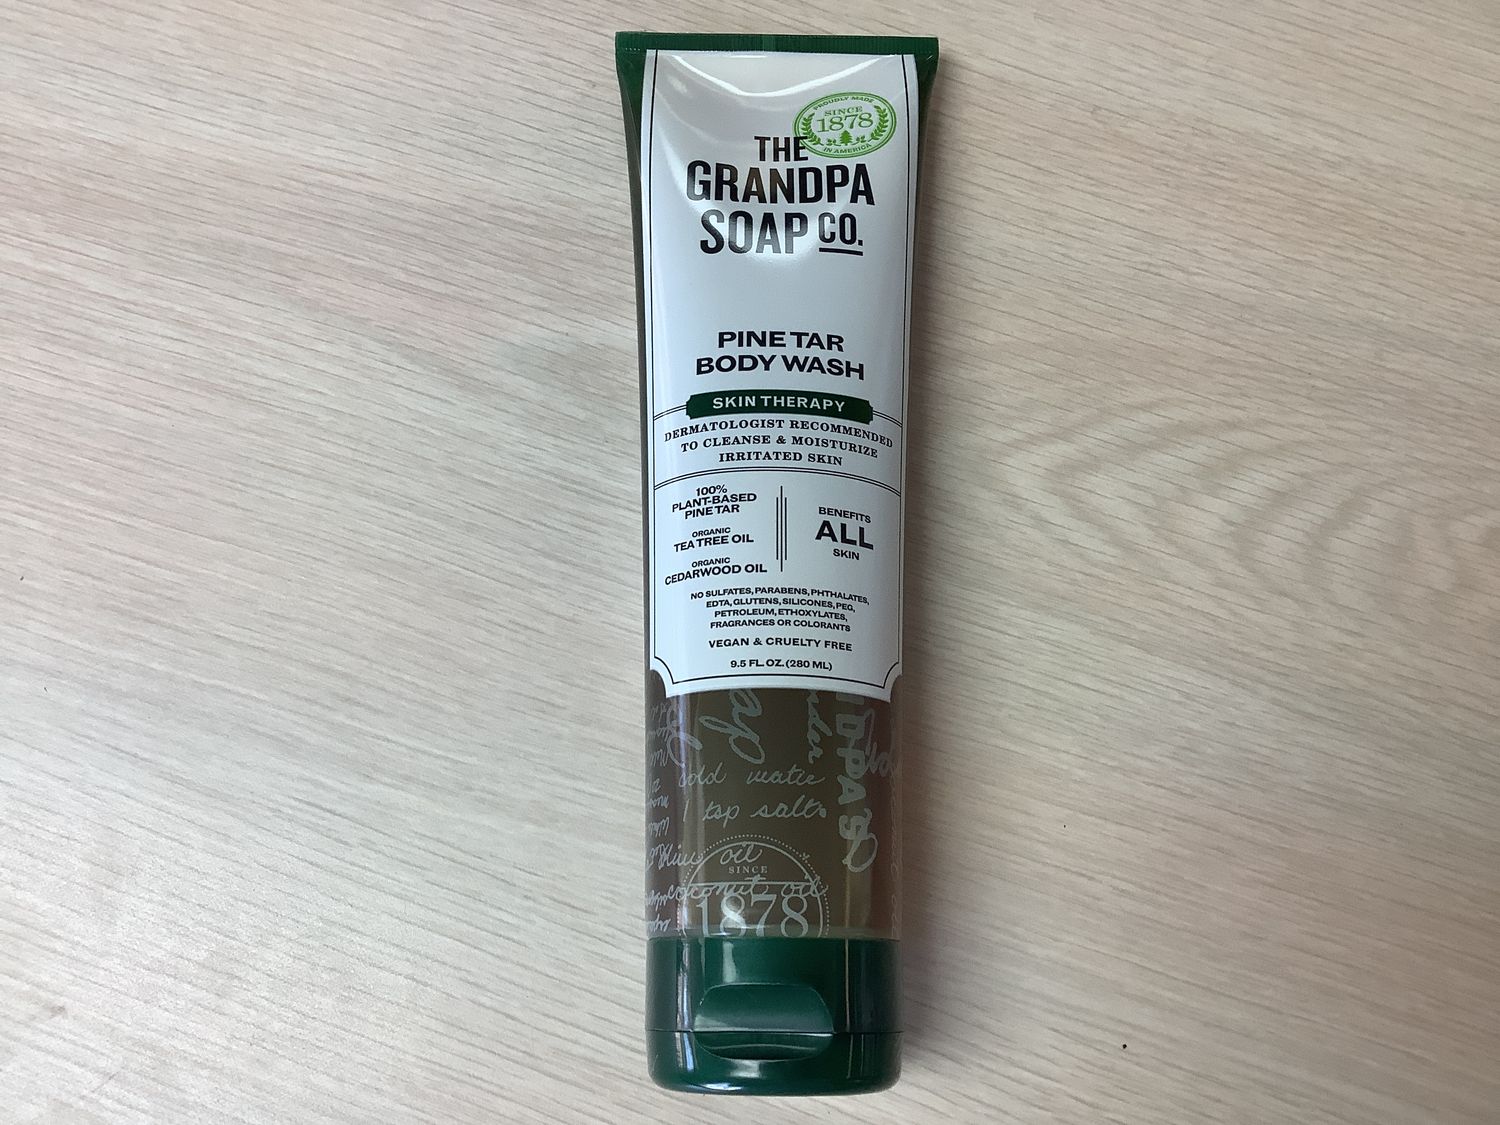 PROUDLY MADE
SINCE
1878
IN AMERICA
THE
GRANDPA
SOAP CO.
PINE TAR
BODY WASH
SKIN THERAPY
DERMATOLOGIST RECOMMENDED
TO CLEANSE & MOISTURIZE
IRRITATED SKIN
100%
PLANT-BASED
PINE TAR
ORGANIC
TEA TREE OIL
ORGANIC
CEDARWOOD OIL
BENEFITS
ALL
SKIN
NO SULFATES, PARABENS, PHTHALATES,
EDTA, GLUTENS, SILICONES, PEG,
PETROLEUM, ETHOXYLATES,
FRAGRANCES OR COLORANTS
VEGAN & CRUELTY FREE
9.5 FL. OZ. (280 ML)
cold
1 tsp salt
oil
SINCE
coconut oil
1878